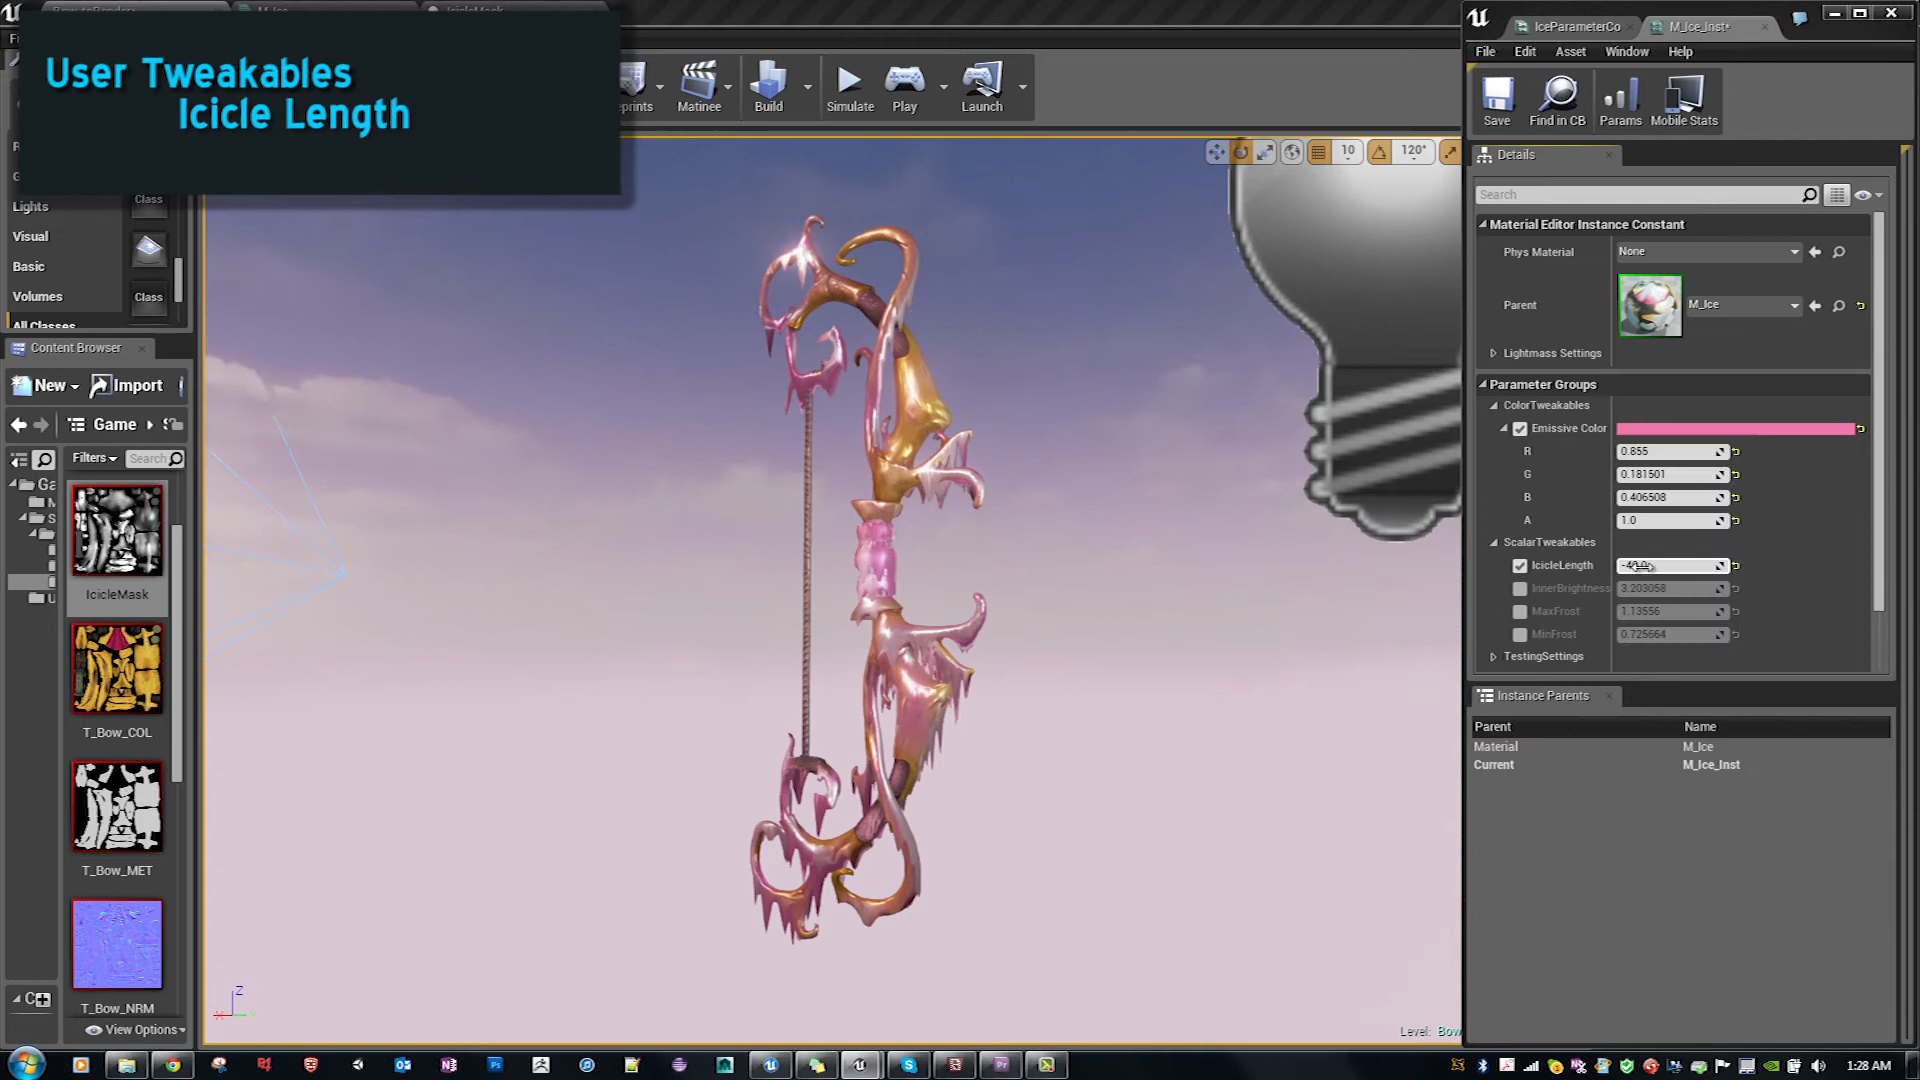 User Tweakables
Icicle Length
Matinee
Build
Simulate
Play
Launch
Class
Lights
Visual
Basic
Volumes
Class
All Classes
Content Browser
New
Import
Game
Filters
Search
IcicleMask
T_Bow_COL
T_Bow_MET
T_Bow_NRM
View Options
10
120°
Z
Level:
IceParameterCo
M_Ice_Inst*
File
Edit
Asset
Window
Help
Save
Find in CB
Params
Mobile Stats
Details
Search
Material Editor Instance Constant
Phys Material
None
Parent
M_Ice
Lightmass Settings
Parameter Groups
ColorTweakables
Emissive Color
R
0.855
G
0.181501
B
0.406508
A
1.0
ScalarTweakables
IcicleLength
InnerBrightness
3.203058
MaxFrost
1.13556
MinFrost
0.725664
TestingSettings
Instance Parents
Parent
Name
Material
M_Ice
Current
M_Ice_Inst
1:28 AM